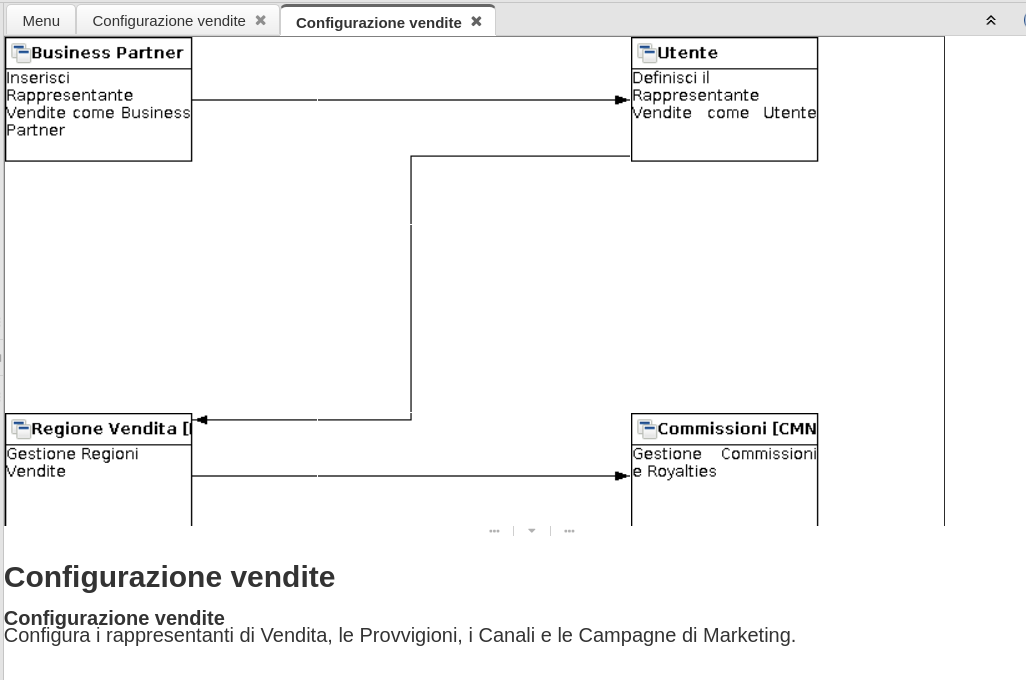 Menu
Configurazione vendite
Configurazione vendite
Business Partner
Inserisci
Rappresentante
Vendite come Business
Partner
Utente
Definisci il
Rappresentante
Vendite come Utente
Regione Vendita [
Gestione Regioni
Vendite
Commissioni [CMN
Gestione Commissioni
e Royalties
Configurazione vendite
Configurazione vendite
Configura i rappresentanti di Vendita, le Provvigioni, i Canali e le Campagne di Marketing.